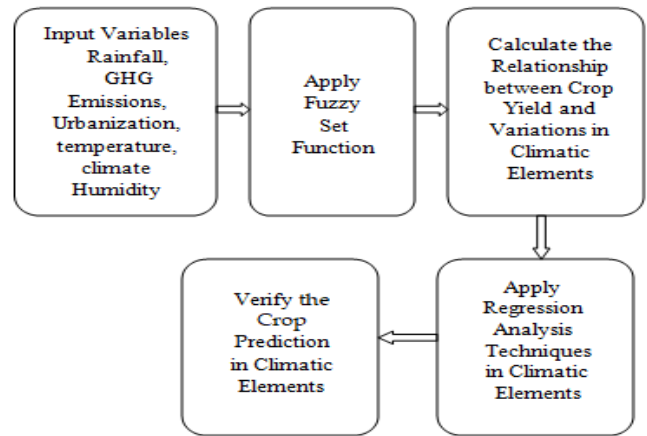 Input Variables
Rainfall,
GHG
Emissions,
Urbanization,
temperature,
climate
Humidity
Apply
Fuzzy
Set
Function
Calculate the
Relationship
between Crop
Yield and
Variations in
Climatic
Elements
Apply
Regression
Analysis
Techniques
in Climatic
Elements
Verify the
Crop
Prediction
in Climatic
Elements